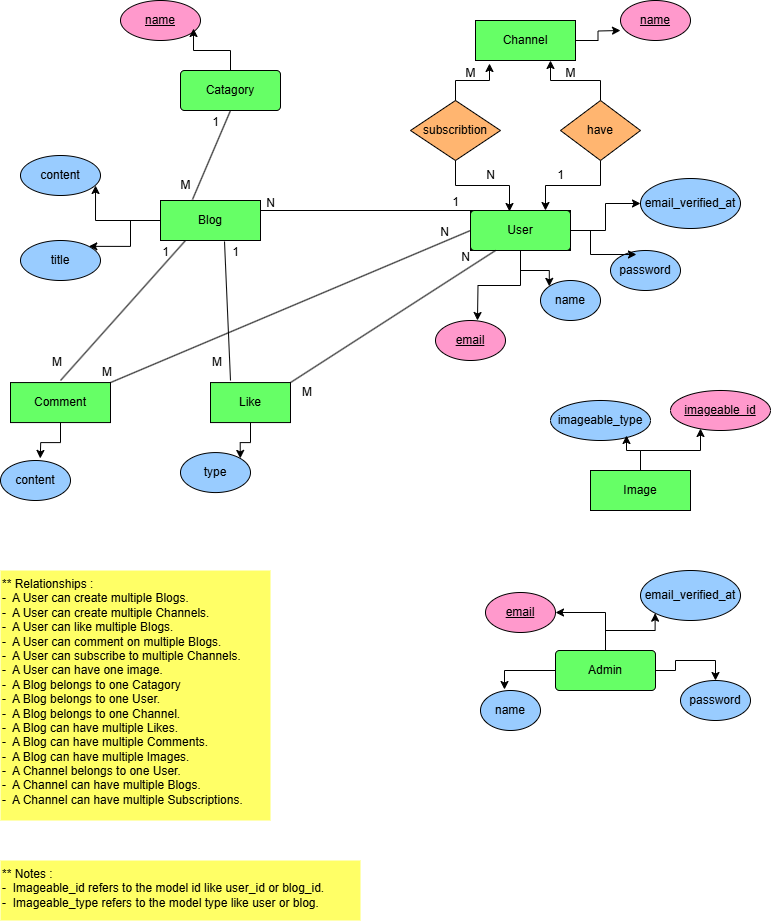 name
Channel
name
Catagory
M
M
1
subscribtion
have
content
M
N
1
N
1
email_verified_at
Blog
User
N
title
1
1
N
password
name
email
M
M
M
M
Comment
Like
imageable_type
imageable_id
content
type
Image
** Relationships :
- A User can create multiple Blogs.
- A User can create multiple Channels.
- A User can like multiple Blogs.
- A User can comment on multiple Blogs.
- A User can subscribe to multiple Channels.
- A User can have one image.
- A Blog belongs to one Catagory
- A Blog belongs to one User.
- A Blog belongs to one Channel.
- A Blog can have multiple Likes.
- A Blog can have multiple Comments.
- A Blog can have multiple Images.
- A Channel belongs to one User.
- A Channel can have multiple Blogs.
- A Channel can have multiple Subscriptions.
email
email_verified_at
Admin
name
password
** Notes :
- Imageable_id refers to the model id like user_id or blog_id.
- Imageable_type refers to the model type like user or blog.